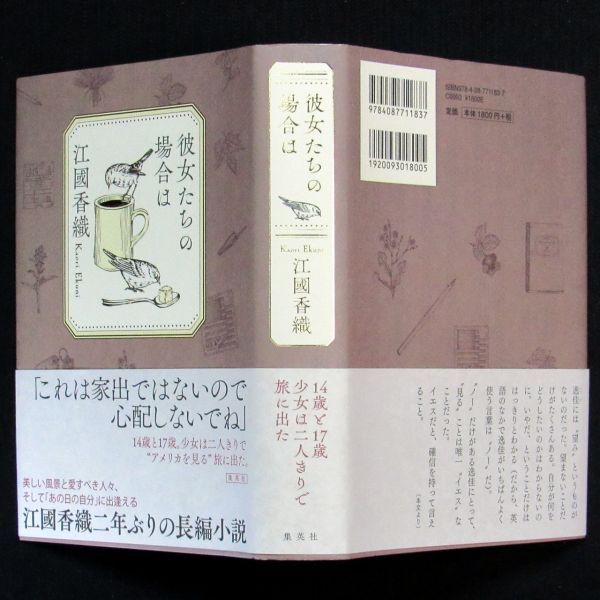 彼女たちの
場合は
江國香織
Kaori Ekuni
「これは家出ではないので
心配しないでね」
14歳と17歳。少女は二人きりで
"アメリカを見る"旅に出た。
集英社
美しい風景と愛すべき人々、
そして「あの日の自分」に出逢える
江國香織二年ぶりの長編小説
彼女たちの
場合は
Kaori Ekuni
江國香織
14歳と17歳
少女は二人きりで
旅に出た
集英社
9784087711837
1920093018005
ISBN978-4-08-771183-7
C0093 ¥1800E
定価 本体1800円+税
逸佳には"望み"というものが
ないのだった。望まないことだ
けがたくさんある。自分が何を
どうしたいのかはわからないの
に、いやだ、ということだけは
はっきりとわかる(だから、英
語のなかで逸佳がいちばんよく
使う言葉は"ノー"だ)。
"ノー"だけがある逸佳にとって、
"見る"ことは唯一"イエス"な
ことだった。
イエスだと、確信を持って言え
ること。
(本文より)